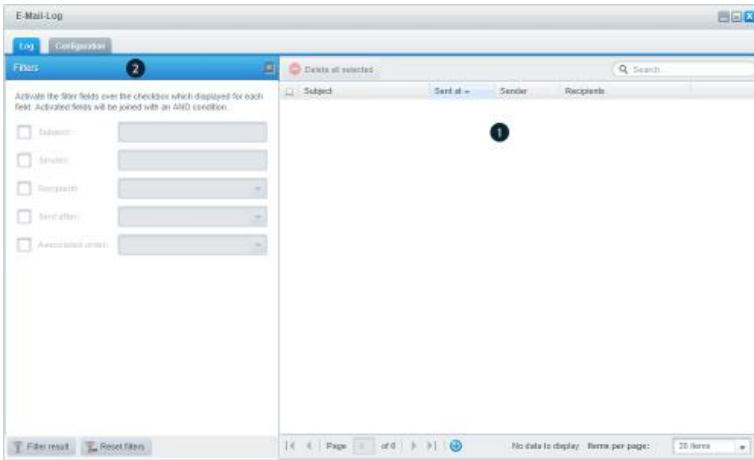 E-Mail-Log
Log Configuration
Filters 2
Activate the filter fields over the checkbox which displayed for each
field. Activated fields will be joined with an AND condition.
Subject:
Sender:
Recipient:
Sent after:
Associated order:
Filter result Reset filters
Delete all selected Search...
Subject Sent at Sender Recipients
1
Page of 0 No data to display Items per page: 20 items